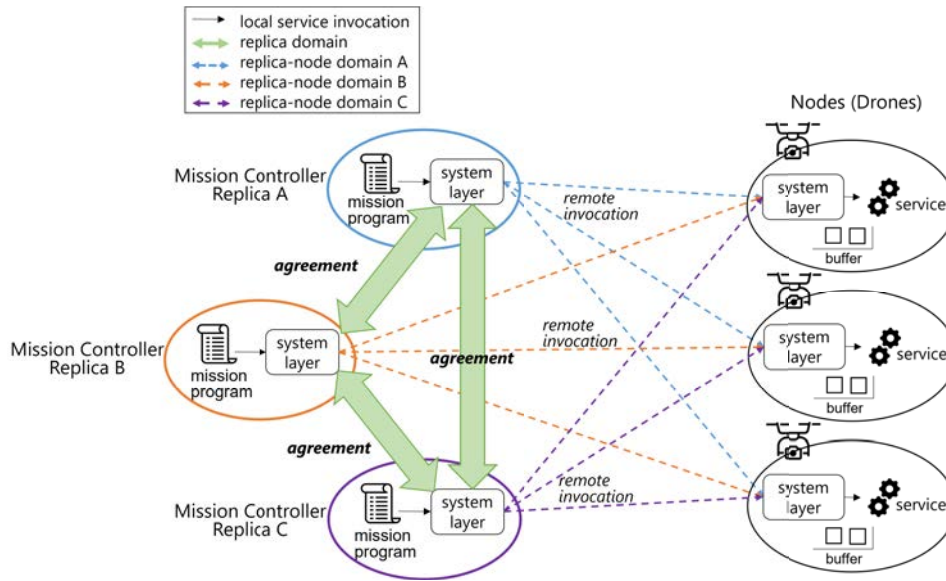 local service invocation
replica domain
replica-node domain A
replica-node domain B
replica-node domain C
Nodes (Drones)
Mission Controller
Replica A
mission
program
system
layer
remote
invocation
system
layer
service
buffer
agreement
Mission Controller
Replica B
mission
program
system
layer
agreement
remote
invocation
system
layer
service
buffer
agreement
Mission Controller
Replica C
mission
program
system
layer
remote
invocation
system
layer
service
buffer